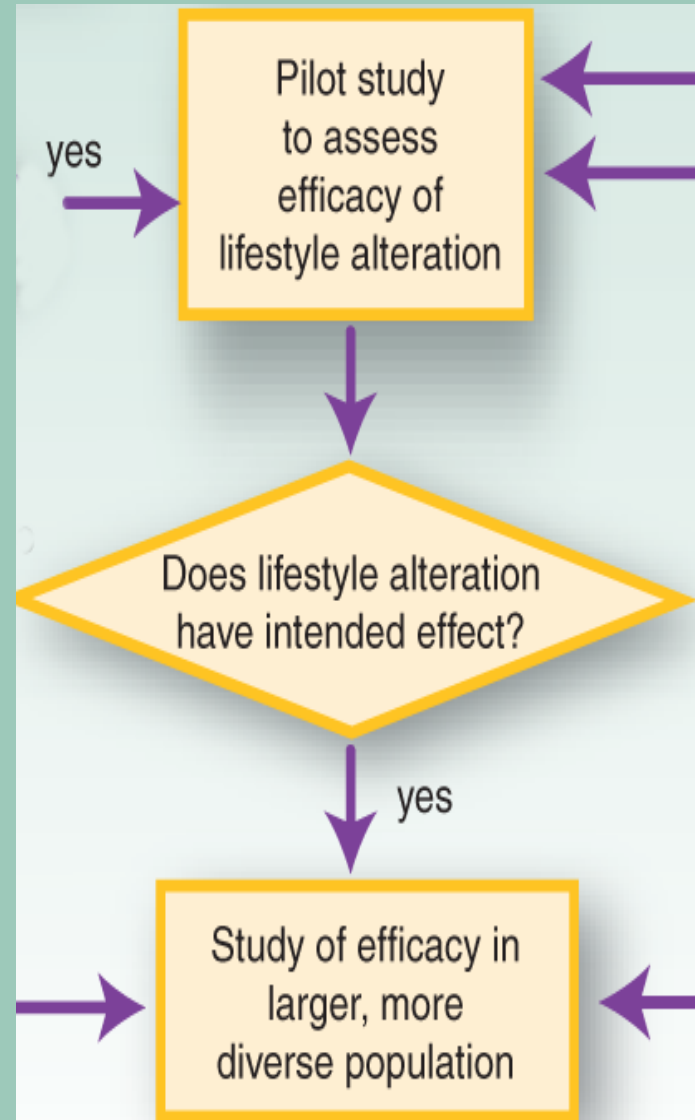 Pilot study
to assess
efficacy of
lifestyle alteration
yes
Does lifestyle alteration
have intended effect?
yes
Study of efficacy in
larger, more
diverse population